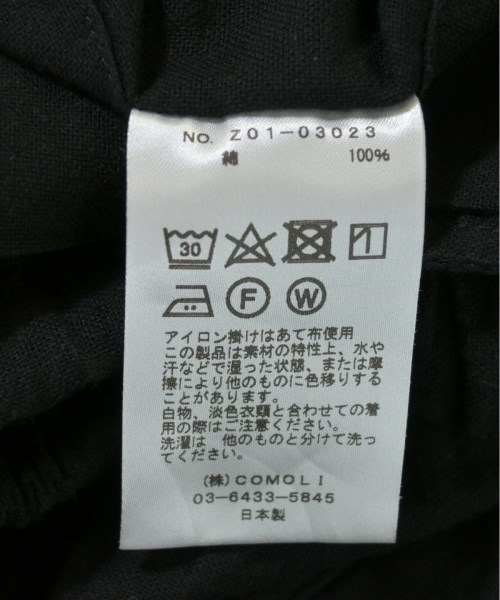 No. Z01-03023
綿 100%
30
F W
アイロン掛けはあて布使用
この製品は素材の特性上、水や
汗などで湿った状態、または摩
擦により他のものに色移りする
ことがあります。
白物、淡色衣類と合わせての着
用の際はご注意ください。
洗濯は 他のものと分けて洗っ
てください。
(株)COMOLI
03-6433-5845
日本製